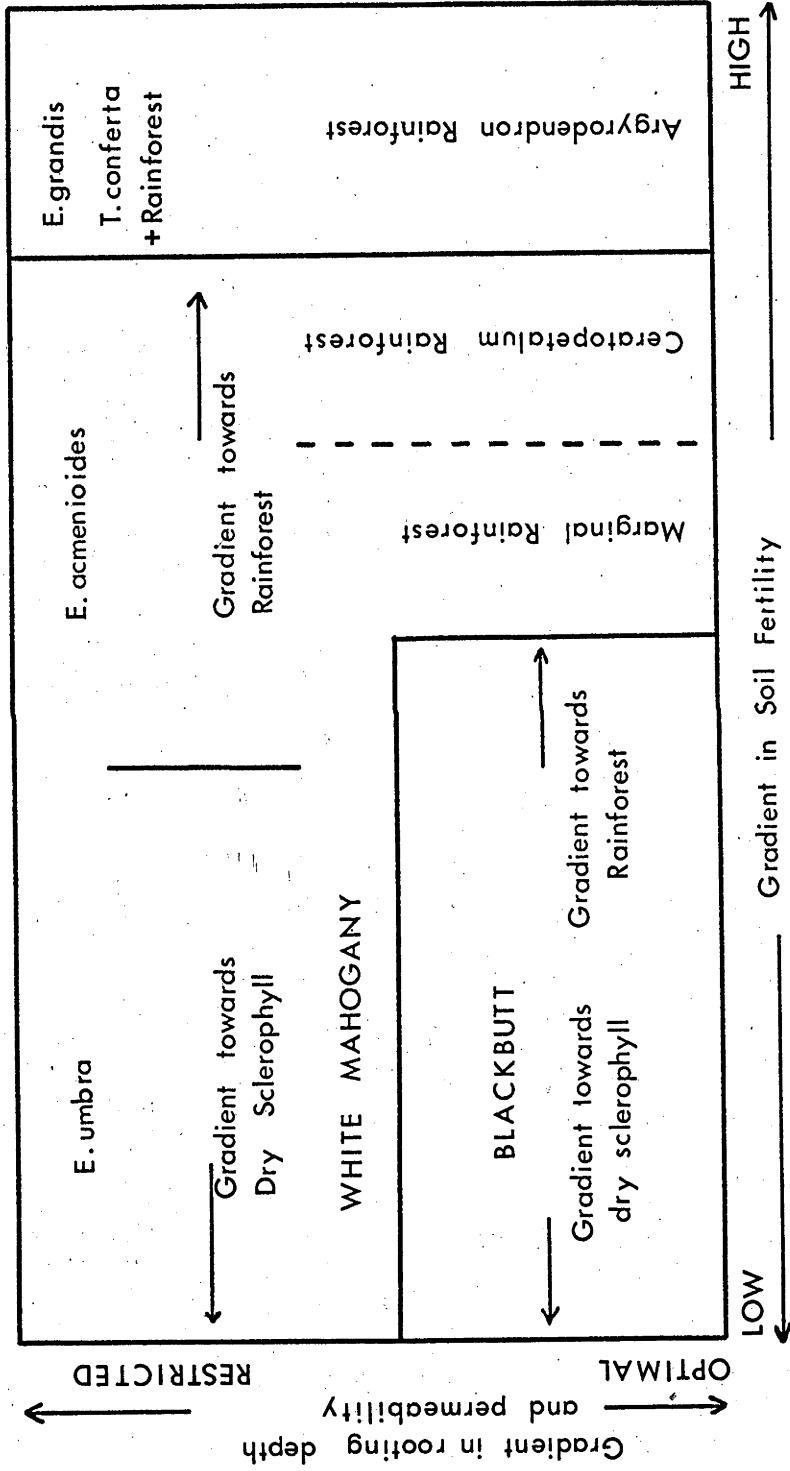 E. umbra
Gradient towards
Dry Sclerophyll
WHITE MAHOGANY
E. acmenioides
Gradient towards
Rainforest
E. grandis
T. conferta
+ Rainforest
BLACKBUTT
Gradient towards
dry sclerophyll
Gradient towards
Rainforest
Marginal Rainforest
Ceratopetalum Rainforest
Argyrodendron Rainforest
Gradient in rooting depth
and permeability
RESTRICTED
OPTIMAL
LOW
Gradient in Soil Fertility
HIGH